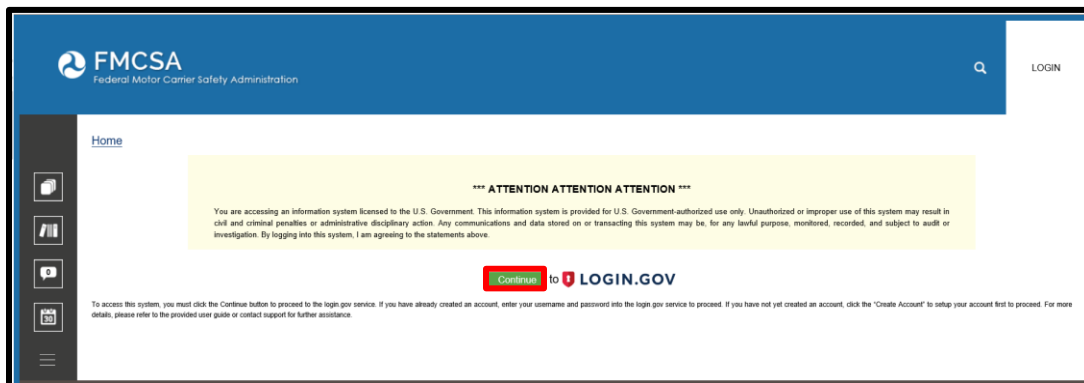 FMCSA
Federal Motor Carrier Safety Administration
LOGIN
Home
*** ATTENTION ATTENTION ATTENTION ***
You are accessing an information system licensed to the U.S. Government. This information system is provided for U.S. Government-authorized use only. Unauthorized or improper use of this system may result in
civil and criminal penalties or administrative disciplinary action. Any communications and data stored on or transacting this system may be, for any lawful purpose, monitored, recorded, and subject to audit or
investigation. By logging into this system, I am agreeing to the statements above.
0
Continue to LOGIN.GOV
To access this system, you must click the Continue button to proceed to the login.gov service. If you have already created an account, enter your username and password into the login.gov service to proceed. If you have not yet created an account, click the "Create Account" to setup your account first to proceed. For more
details, please refer to the provided user guide or contact support for further assistance.
30